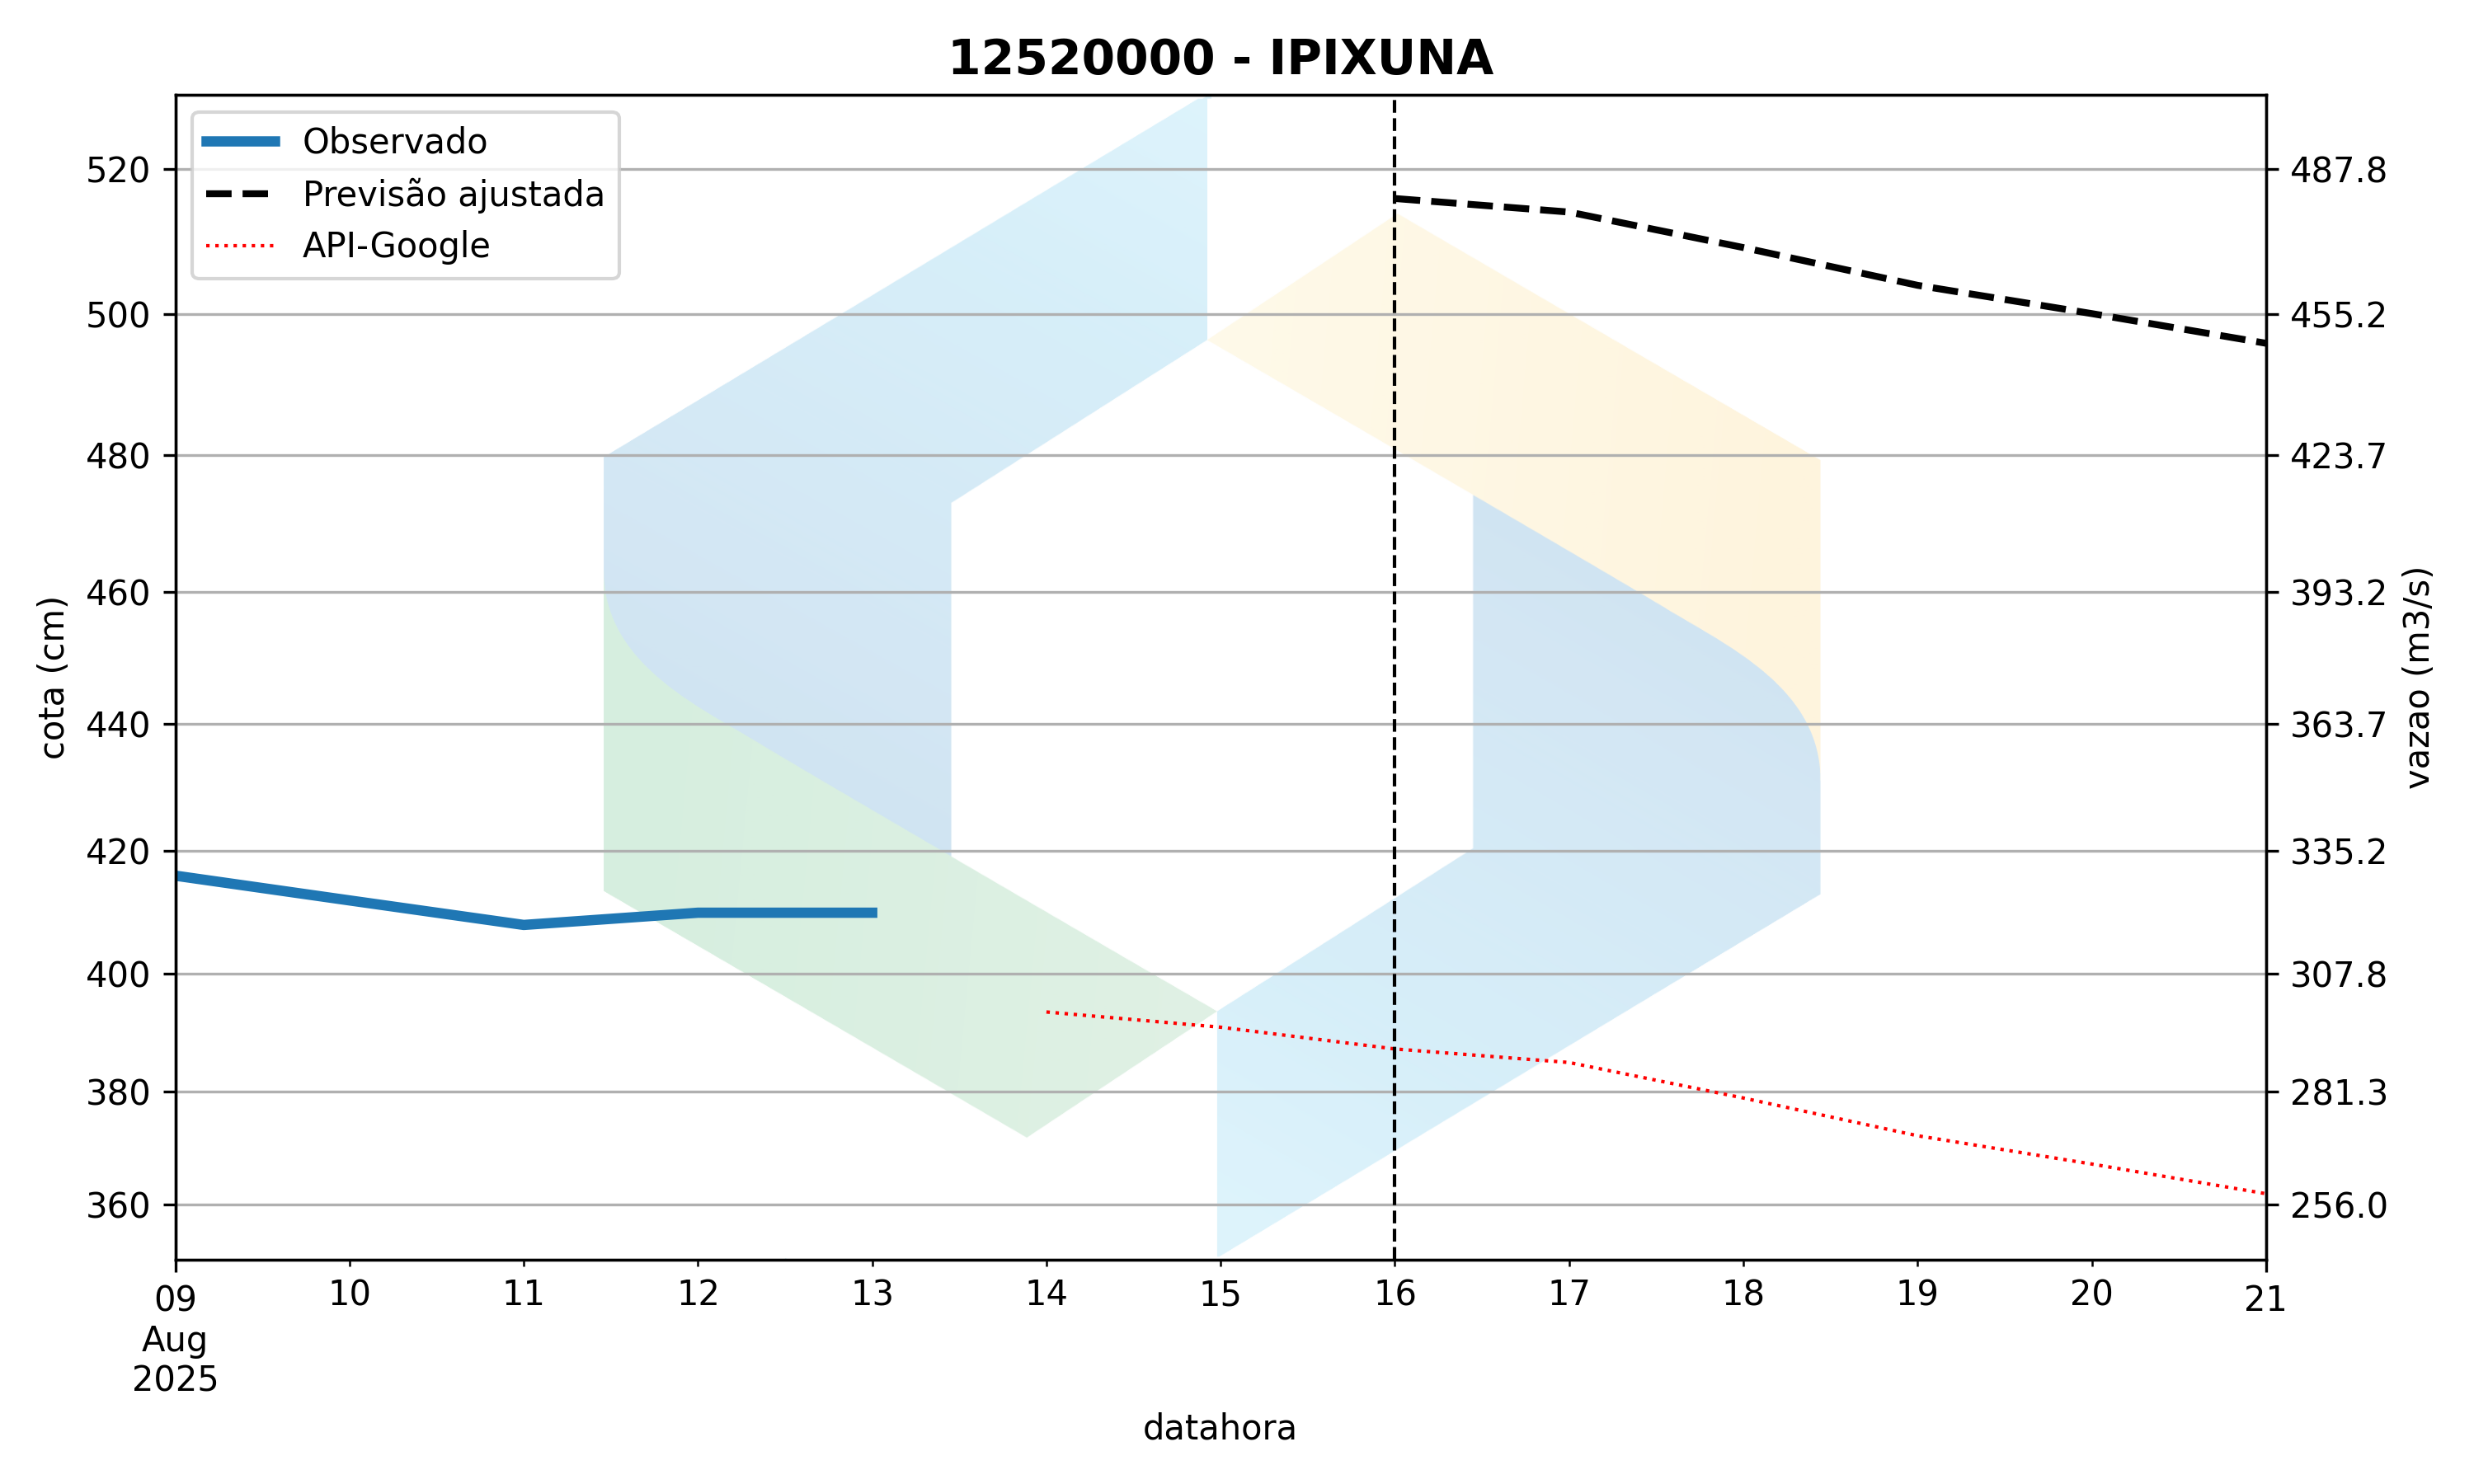 12520000 - IPIXUNA
Observado
Previsão ajustada
API-Google
520
500
480
460
440
420
400
380
360
cota (cm)
487.8
455.2
423.7
393.2
363.7
335.2
307.8
281.3
256.0
vazao (m3/s)
09 10 11 12 13 14 15 16 17 18 19 20 21
Aug
2025
datahora